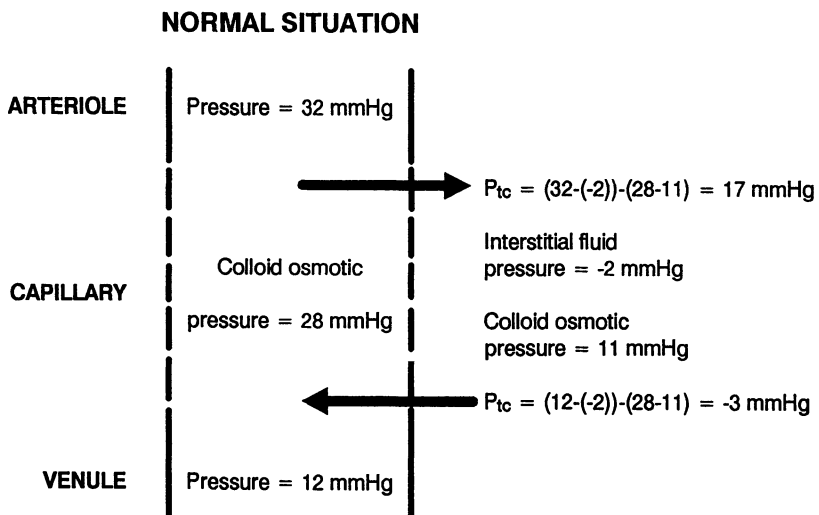 NORMAL SITUATION
ARTERIOLE
Pressure = 32 mmHg
Ptc = (32-(-2))-(28-11) = 17 mmHg
Interstitial fluid
pressure = -2 mmHg
Colloid osmotic
CAPILLARY
pressure = 28 mmHg
Colloid osmotic
pressure = 11 mmHg
Ptc = (12-(-2))-(28-11) = -3 mmHg
VENULE
Pressure = 12 mmHg